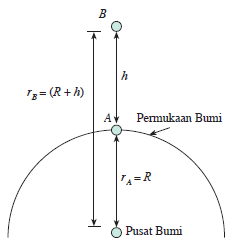 B
h
r_B = (R + h)
A
Permukaan Bumi
r_A = R
Pusat Bumi